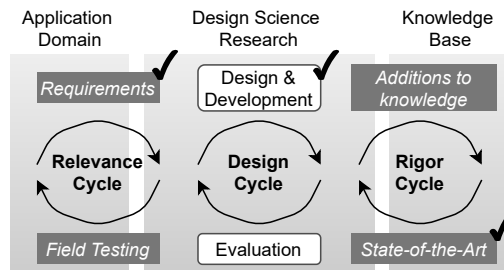 Application
Domain
Design Science
Research
Knowledge
Base
Requirements
Design &
Development
Additions to
knowledge
Relevance
Cycle
Design
Cycle
Rigor
Cycle
Field Testing
Evaluation
State-of-the-Art